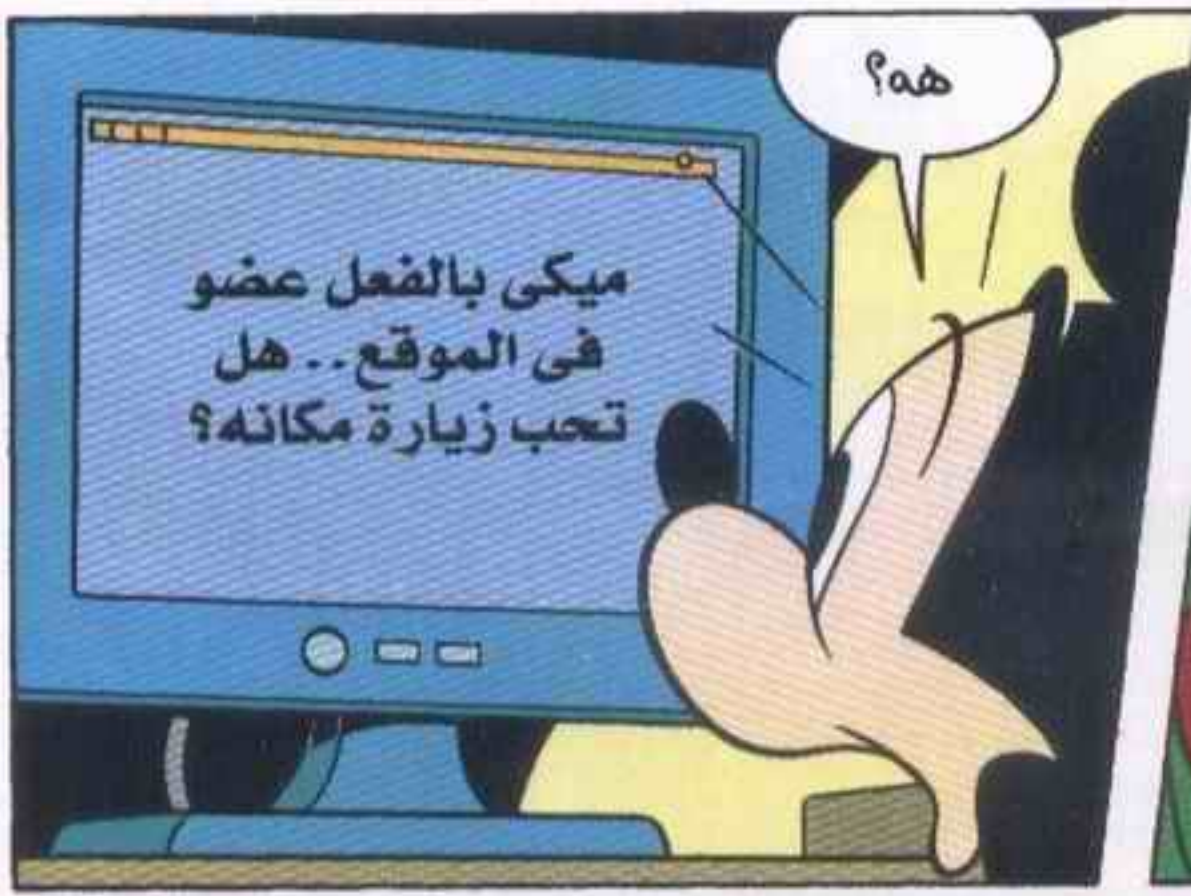 هه؟
ميكى بالفعل عضو
فى الموقع.. هل
تحب زيارة مكانه؟